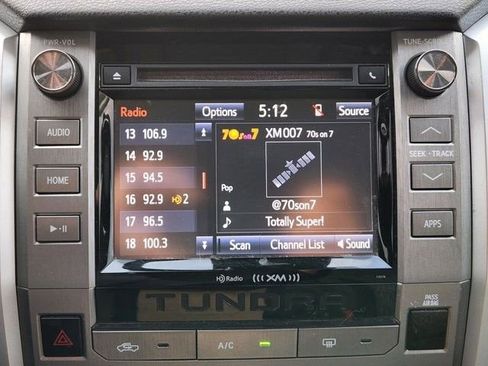 PWR•VOL
TUNE•SCROLL
Radio
Options
5:12
Source
AUDIO
HOME
13 106.9
14 92.9
15 94.5
16 92.9 HD 2
17 96.5
18 100.3
70s on 7
XM007 70s on 7
Pop
@70son7
Totally Super!
Scan
Channel List
Sound
SEEK • TRACK
APPS
HD Radio
(((XM)))
TUNDRA
PASS
AIR BAG
A/C